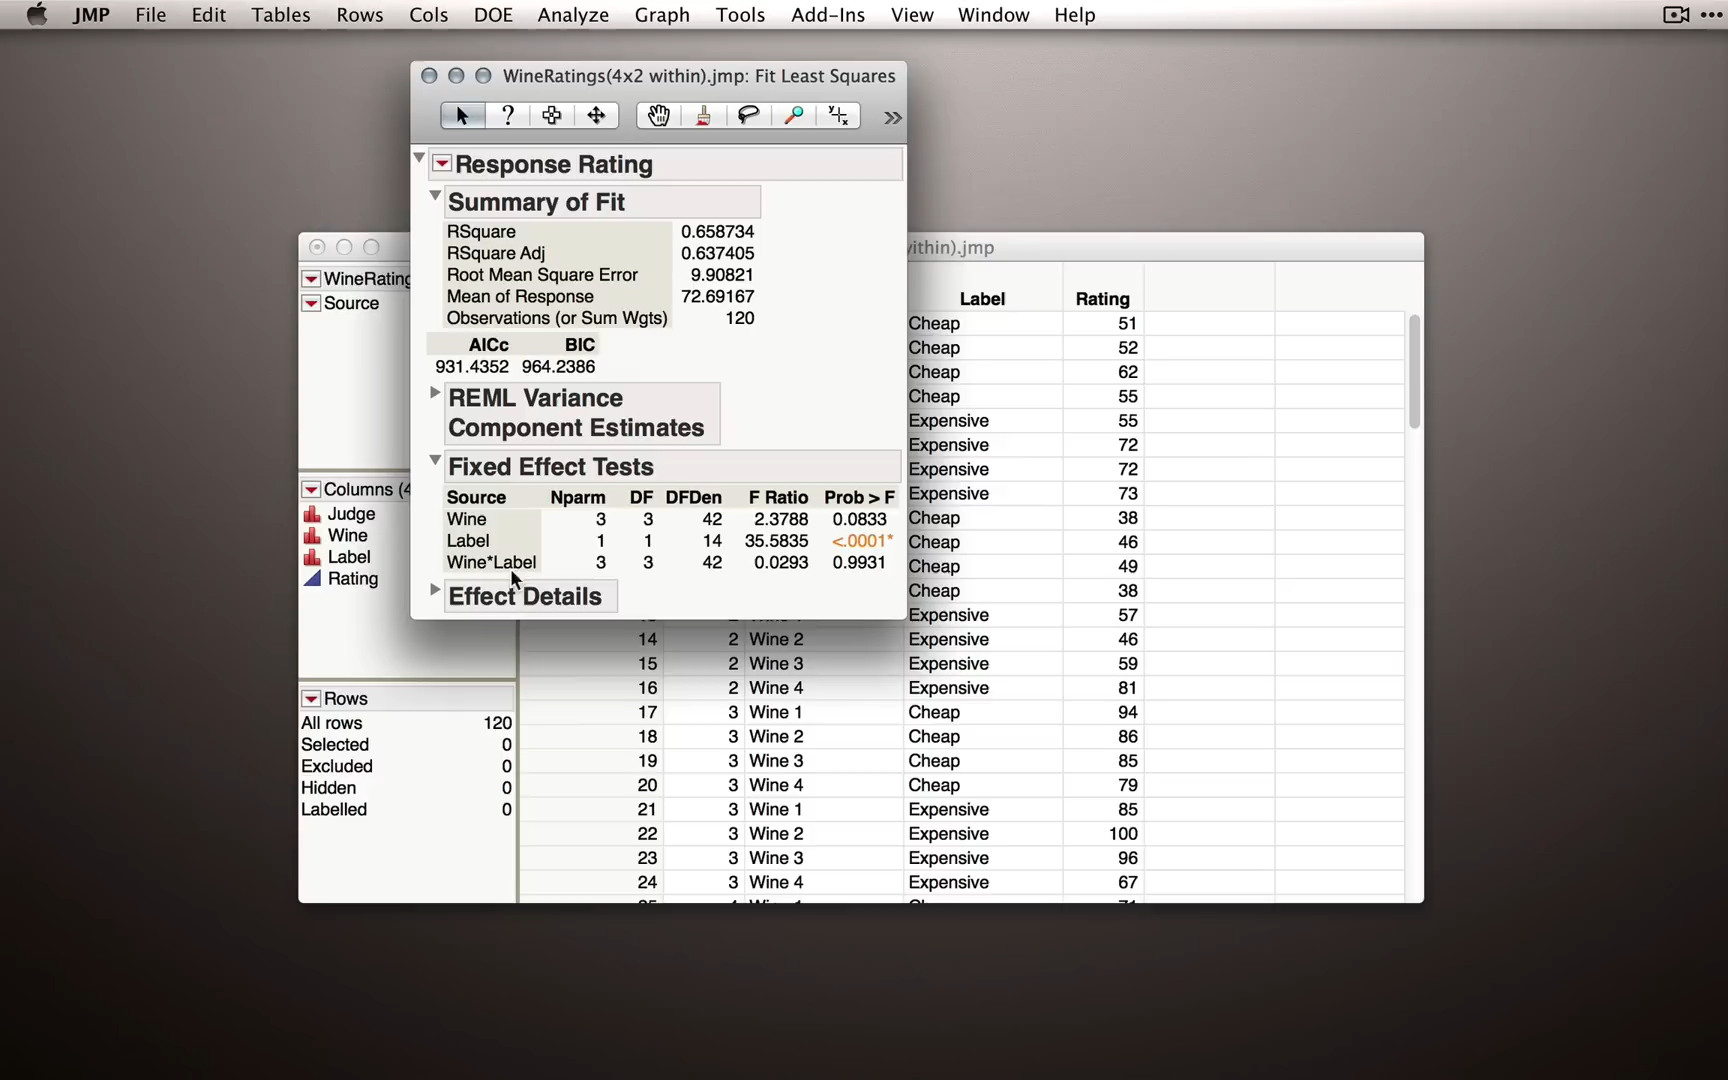 JMP File Edit Tables Rows Cols DOE Analyze Graph Tools Add-Ins View Window Help
WineRatings(4x2 within).jmp: Fit Least Squares
Response Rating
Summary of Fit
RSquare 0.658734
RSquare Adj 0.637405
Root Mean Square Error 9.90821
Mean of Response 72.69167
Observations (or Sum Wgts) 120
AICc BIC
931.4352 964.2386
REML Variance
Component Estimates
Fixed Effect Tests
Source Nparm DF DFDen F Ratio Prob > F
Wine 3 3 42 2.3788 0.0833
Label 1 1 14 35.5835 <.0001*
Wine*Label 3 3 42 0.0293 0.9931
Effect Details
.jmp
WineRating
Source
Columns (4
Judge
Wine
Label
Rating
Rows
All rows 120
Selected 0
Excluded 0
Hidden 0
Labelled 0
Label Rating
Cheap 51
Cheap 52
Cheap 62
Cheap 55
Expensive 55
Expensive 72
Expensive 72
Expensive 73
Cheap 38
Cheap 46
Cheap 49
Cheap 38
Expensive 57
14 2 Wine 2 Expensive 46
15 2 Wine 3 Expensive 59
16 2 Wine 4 Expensive 81
17 3 Wine 1 Cheap 94
18 3 Wine 2 Cheap 86
19 3 Wine 3 Cheap 85
20 3 Wine 4 Cheap 79
21 3 Wine 1 Expensive 85
22 3 Wine 2 Expensive 100
23 3 Wine 3 Expensive 96
24 3 Wine 4 Expensive 67